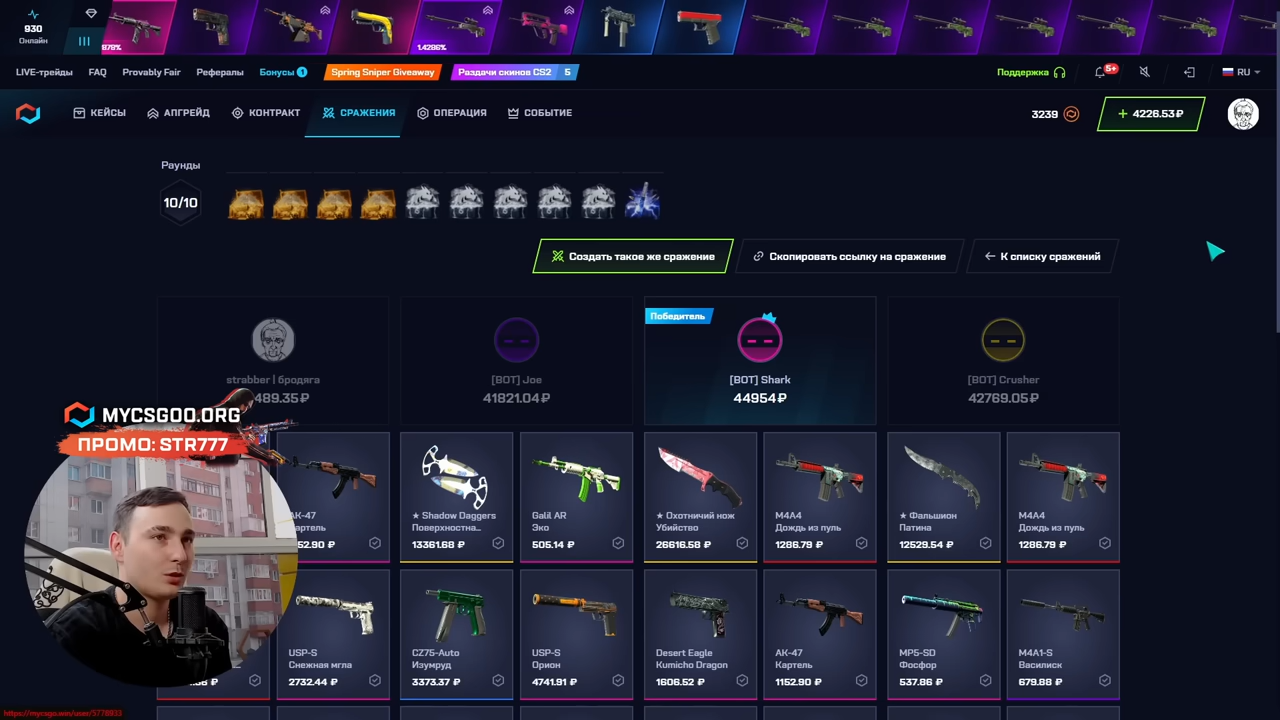 930
Онлайн
1.4286%
LIVE-трейды
FAQ
Provably Fair
Рефералы
Бонусы 1
Spring Sniper Giveaway
Раздачи скинов CS2 5
Поддержка
5+
RU
КЕЙСЫ
АПГРЕЙД
КОНТРАКТ
СРАЖЕНИЯ
ОПЕРАЦИЯ
СОБЫТИЕ
3239
+ 4226.53 ₽
Раунды
10/10
Создать такое же сражение
Скопировать ссылку на сражение
К списку сражений
strabber | бродяга
489.35 ₽
[BOT] Joe
41821.04 ₽
Победитель
[BOT] Shark
44954 ₽
[BOT] Crusher
42769.05 ₽
MYCSGOO.ORG
ПРОМО: STR777
АК-47
Картель
52.90 ₽
★ Shadow Daggers
Поверхностна...
13361.68 ₽
Galil AR
Эко
505.14 ₽
★ Охотничий нож
Убийство
26616.58 ₽
M4A4
Дождь из пуль
1286.79 ₽
★ Фальшион
Патина
12529.54 ₽
M4A4
Дождь из пуль
1286.79 ₽
USP-S
Снежная мгла
2732.44 ₽
CZ75-Auto
Изумруд
3373.37 ₽
USP-S
Орион
4741.91 ₽
Desert Eagle
Kumicho Dragon
1606.52 ₽
АК-47
Картель
1152.90 ₽
MP5-SD
Фосфор
537.86 ₽
M4A1-S
Василиск
679.88 ₽